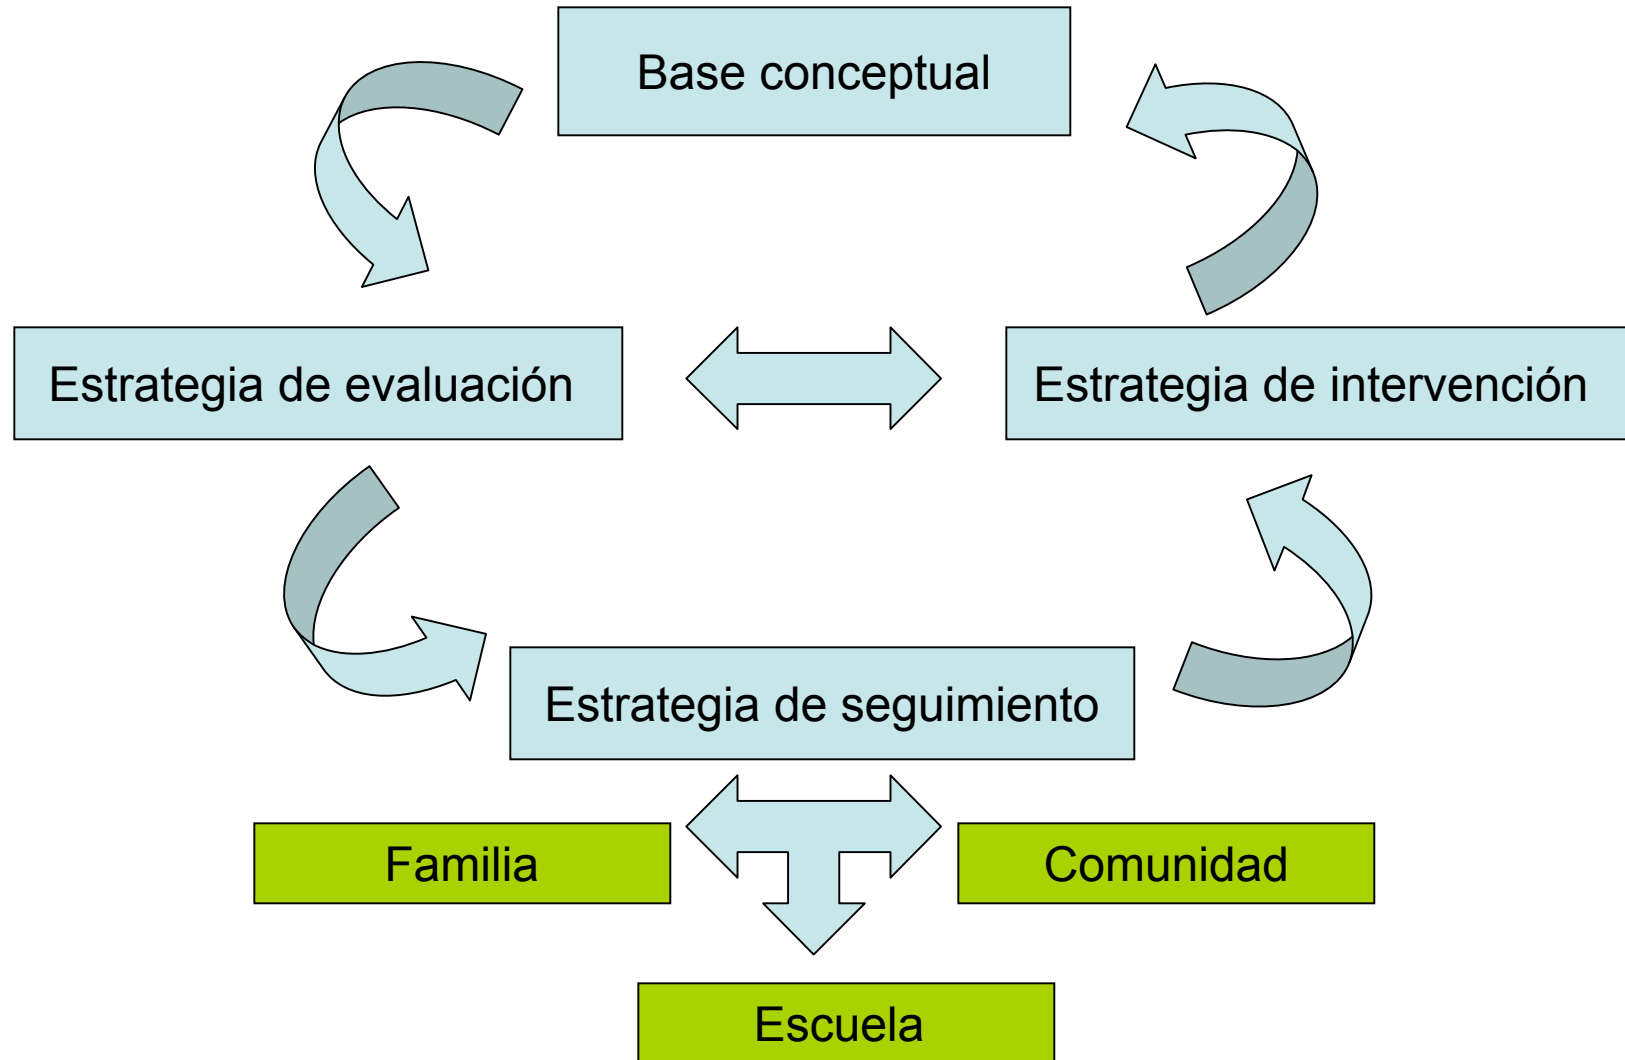 Base conceptual
Estrategia de evaluación
Estrategia de intervención
Estrategia de seguimiento
Familia
Comunidad
Escuela